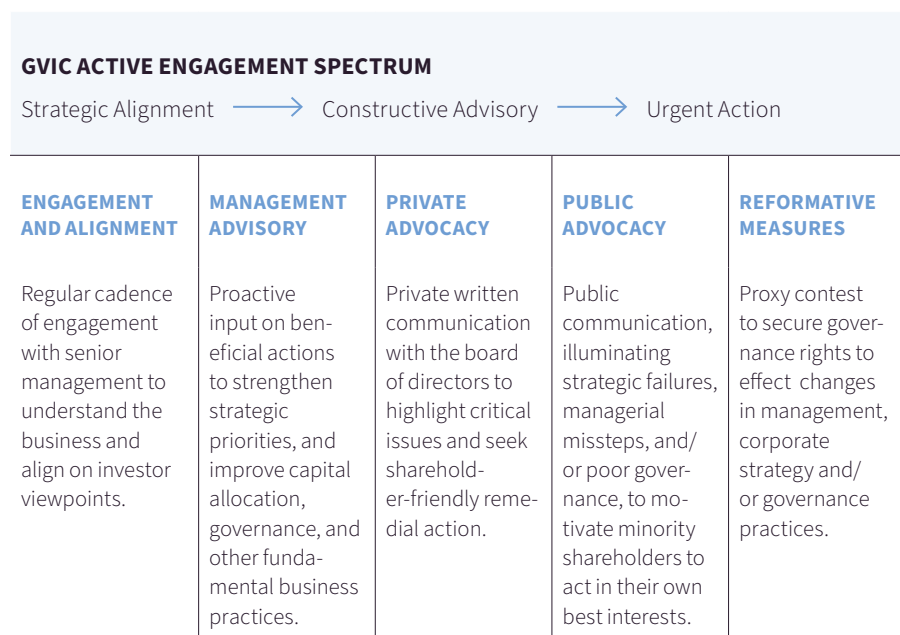 GVIC ACTIVE ENGAGEMENT SPECTRUM
Strategic Alignment
Constructive Advisory
Urgent Action
ENGAGEMENT
AND ALIGNMENT
Regular cadence
of engagement
with senior
management to
understand the
business and
align on investor
viewpoints.
MANAGEMENT
ADVISORY
Proactive
input on ben-
eficial actions
to strengthen
strategic
priorities, and
improve capital
allocation,
governance, and
other funda-
mental business
practices.
PRIVATE
ADVOCACY
Private written
communication
with the board
of directors to
highlight critical
issues and seek
sharehold-
er-friendly reme-
dial action.
PUBLIC
ADVOCACY
Public
communication,
illuminating
strategic failures,
managerial
missteps, and/
or poor gover-
nance, to mo-
tivate minority
shareholders to
act in their own
best interests.
REFORMATIVE
MEASURES
Proxy contest
to secure gover-
nance rights to
effect changes
in management,
corporate
strategy and/
or governance
practices.